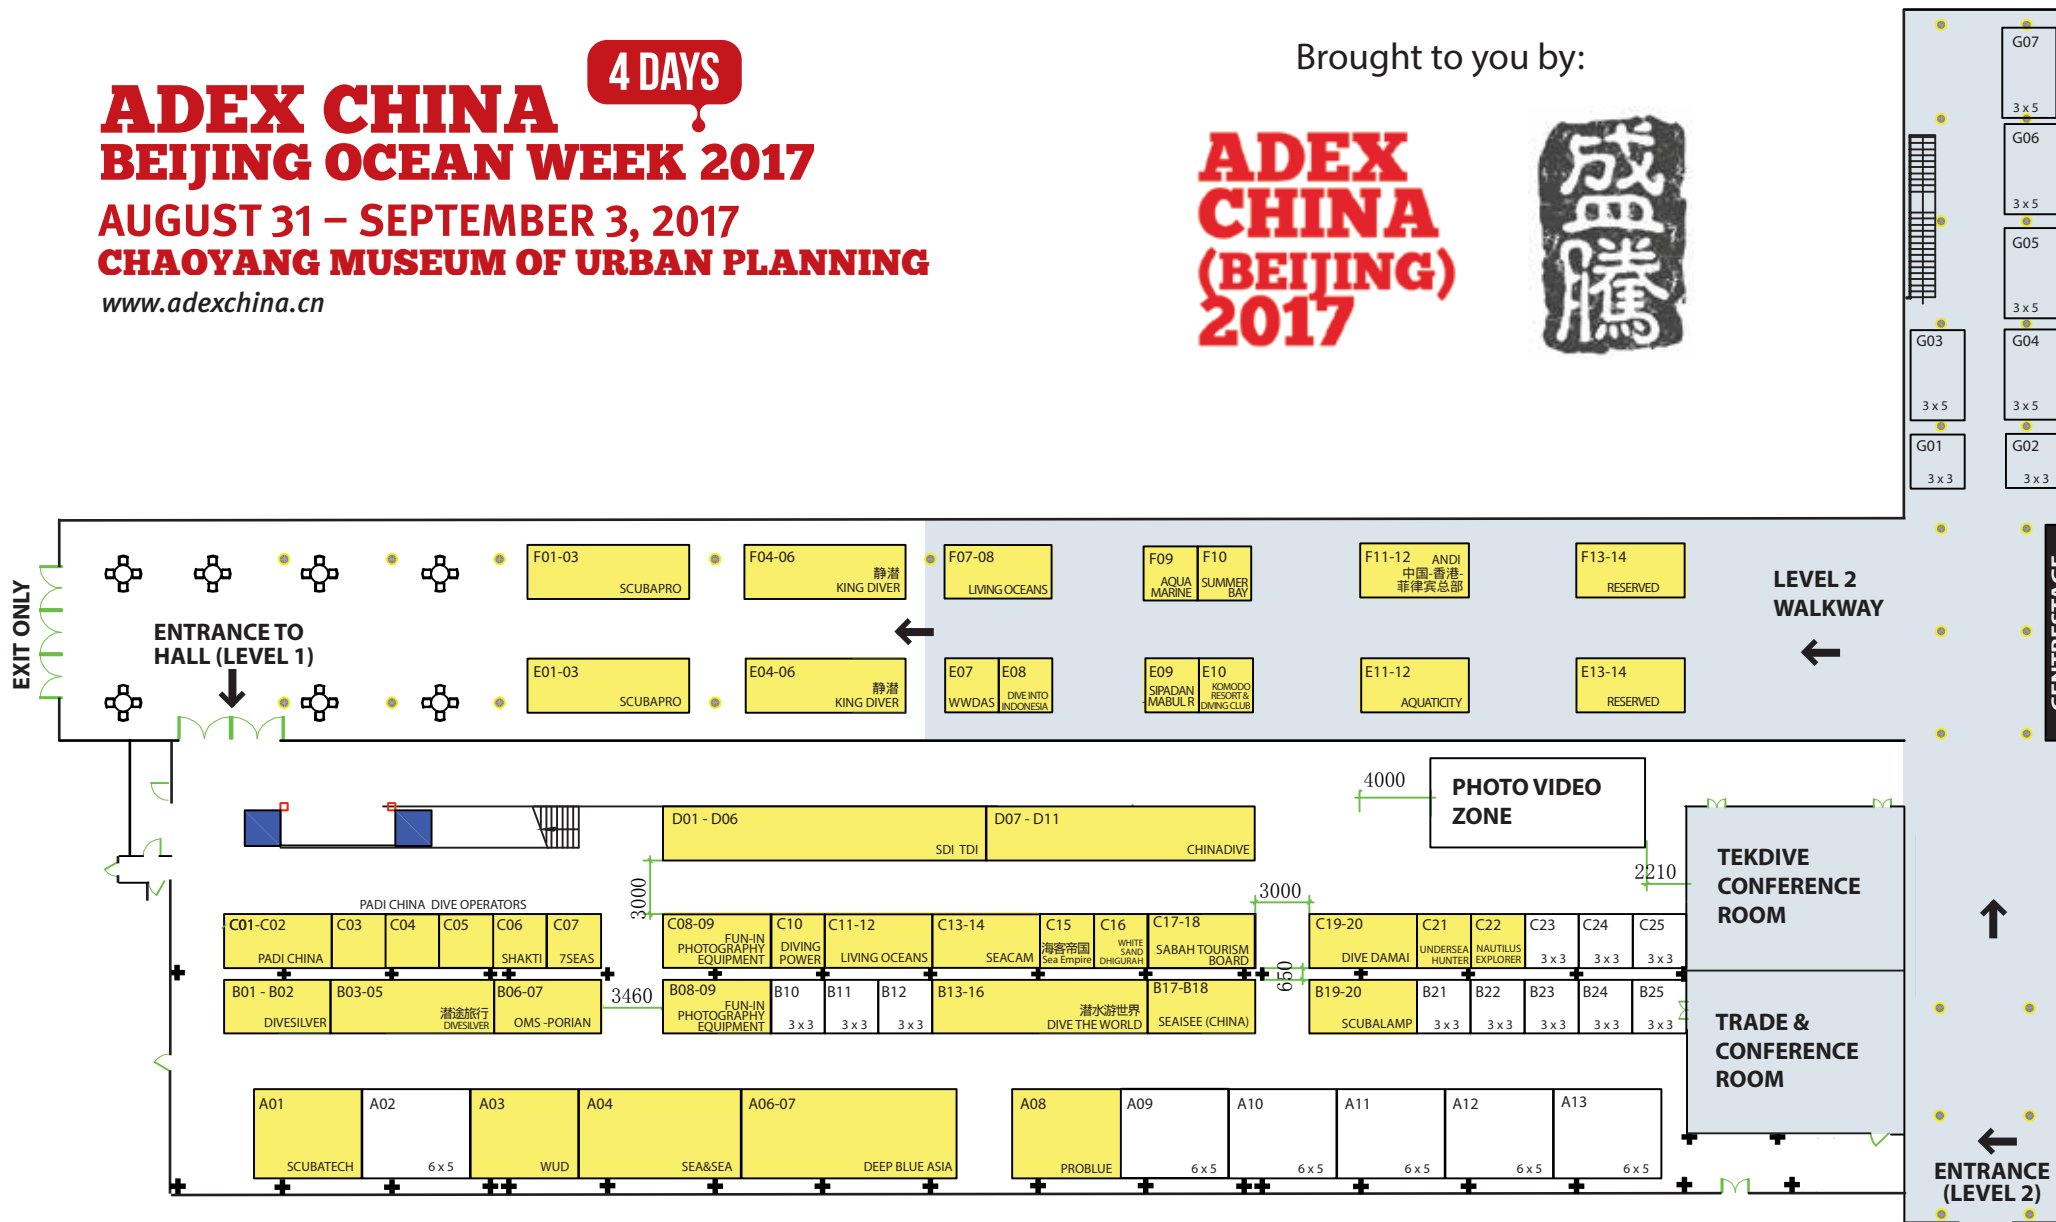 4 DAYS
ADEX CHINA
BEIJING OCEAN WEEK 2017
AUGUST 31 – SEPTEMBER 3, 2017
CHAOYANG MUSEUM OF URBAN PLANNING
www.adexchina.cn
Brought to you by:
ADEX
CHINA
(BEIJING)
2017
盛
騰
G07
3 x 5
G06
3 x 5
G05
3 x 5
G03
3 x 5
G04
3 x 5
G01
3 x 3
G02
3 x 3
EXIT ONLY
ENTRANCE TO
HALL (LEVEL 1)
F01-03
SCUBAPRO
F04-06
静潜
KING DIVER
F07-08
LIVING OCEANS
F09
AQUA
MARINE
F10
SUMMER
BAY
F11-12 ANDI
中国-香港-
菲律宾总部
F13-14
RESERVED
LEVEL 2
WALKWAY
CENTRESTAGE
E01-03
SCUBAPRO
E04-06
静潜
KING DIVER
E07
WWDAS
E08
DIVE INTO
INDONESIA
E09
SIPADAN
MABUL R
E10
KOMODO
RESORT &
DIVING CLUB
E11-12
AQUATICITY
E13-14
RESERVED
4000
PHOTO VIDEO
ZONE
D01 - D06
SDI TDI
D07 - D11
CHINADIVE
3000
3000
2210
TEKDIVE
CONFERENCE
ROOM
PADI CHINA DIVE OPERATORS
C01-C02
PADI CHINA
C03
C04
C05
C06
SHAKTI
C07
7SEAS
C08-09
FUN-IN
PHOTOGRAPHY
EQUIPMENT
C10
DIVING
POWER
C11-12
LIVING OCEANS
C13-14
SEACAM
C15
海客帝国
Sea Empire
C16
WHITE
SAND
DHIGURAH
C17-18
SABAH TOURISM
BOARD
C19-20
DIVE DAMAI
C21
UNDERSEA
HUNTER
C22
NAUTILUS
EXPLORER
C23
3 x 3
C24
3 x 3
C25
3 x 3
650
B01 - B02
DIVESILVER
B03-05
潜途旅行
DIVESILVER
B06-07
OMS -PORIAN
3460
B08-09
FUN-IN
PHOTOGRAPHY
EQUIPMENT
B10
3 x 3
B11
3 x 3
B12
3 x 3
B13-16
潜水游世界
DIVE THE WORLD
B17-B18
SEAISEE (CHINA)
B19-20
SCUBALAMP
B21
3 x 3
B22
3 x 3
B23
3 x 3
B24
3 x 3
B25
3 x 3
TRADE &
CONFERENCE
ROOM
A01
SCUBATECH
A02
6 x 5
A03
WUD
A04
SEA&SEA
A06-07
DEEP BLUE ASIA
A08
PROBLUE
A09
6 x 5
A10
6 x 5
A11
6 x 5
A12
6 x 5
A13
6 x 5
ENTRANCE
(LEVEL 2)